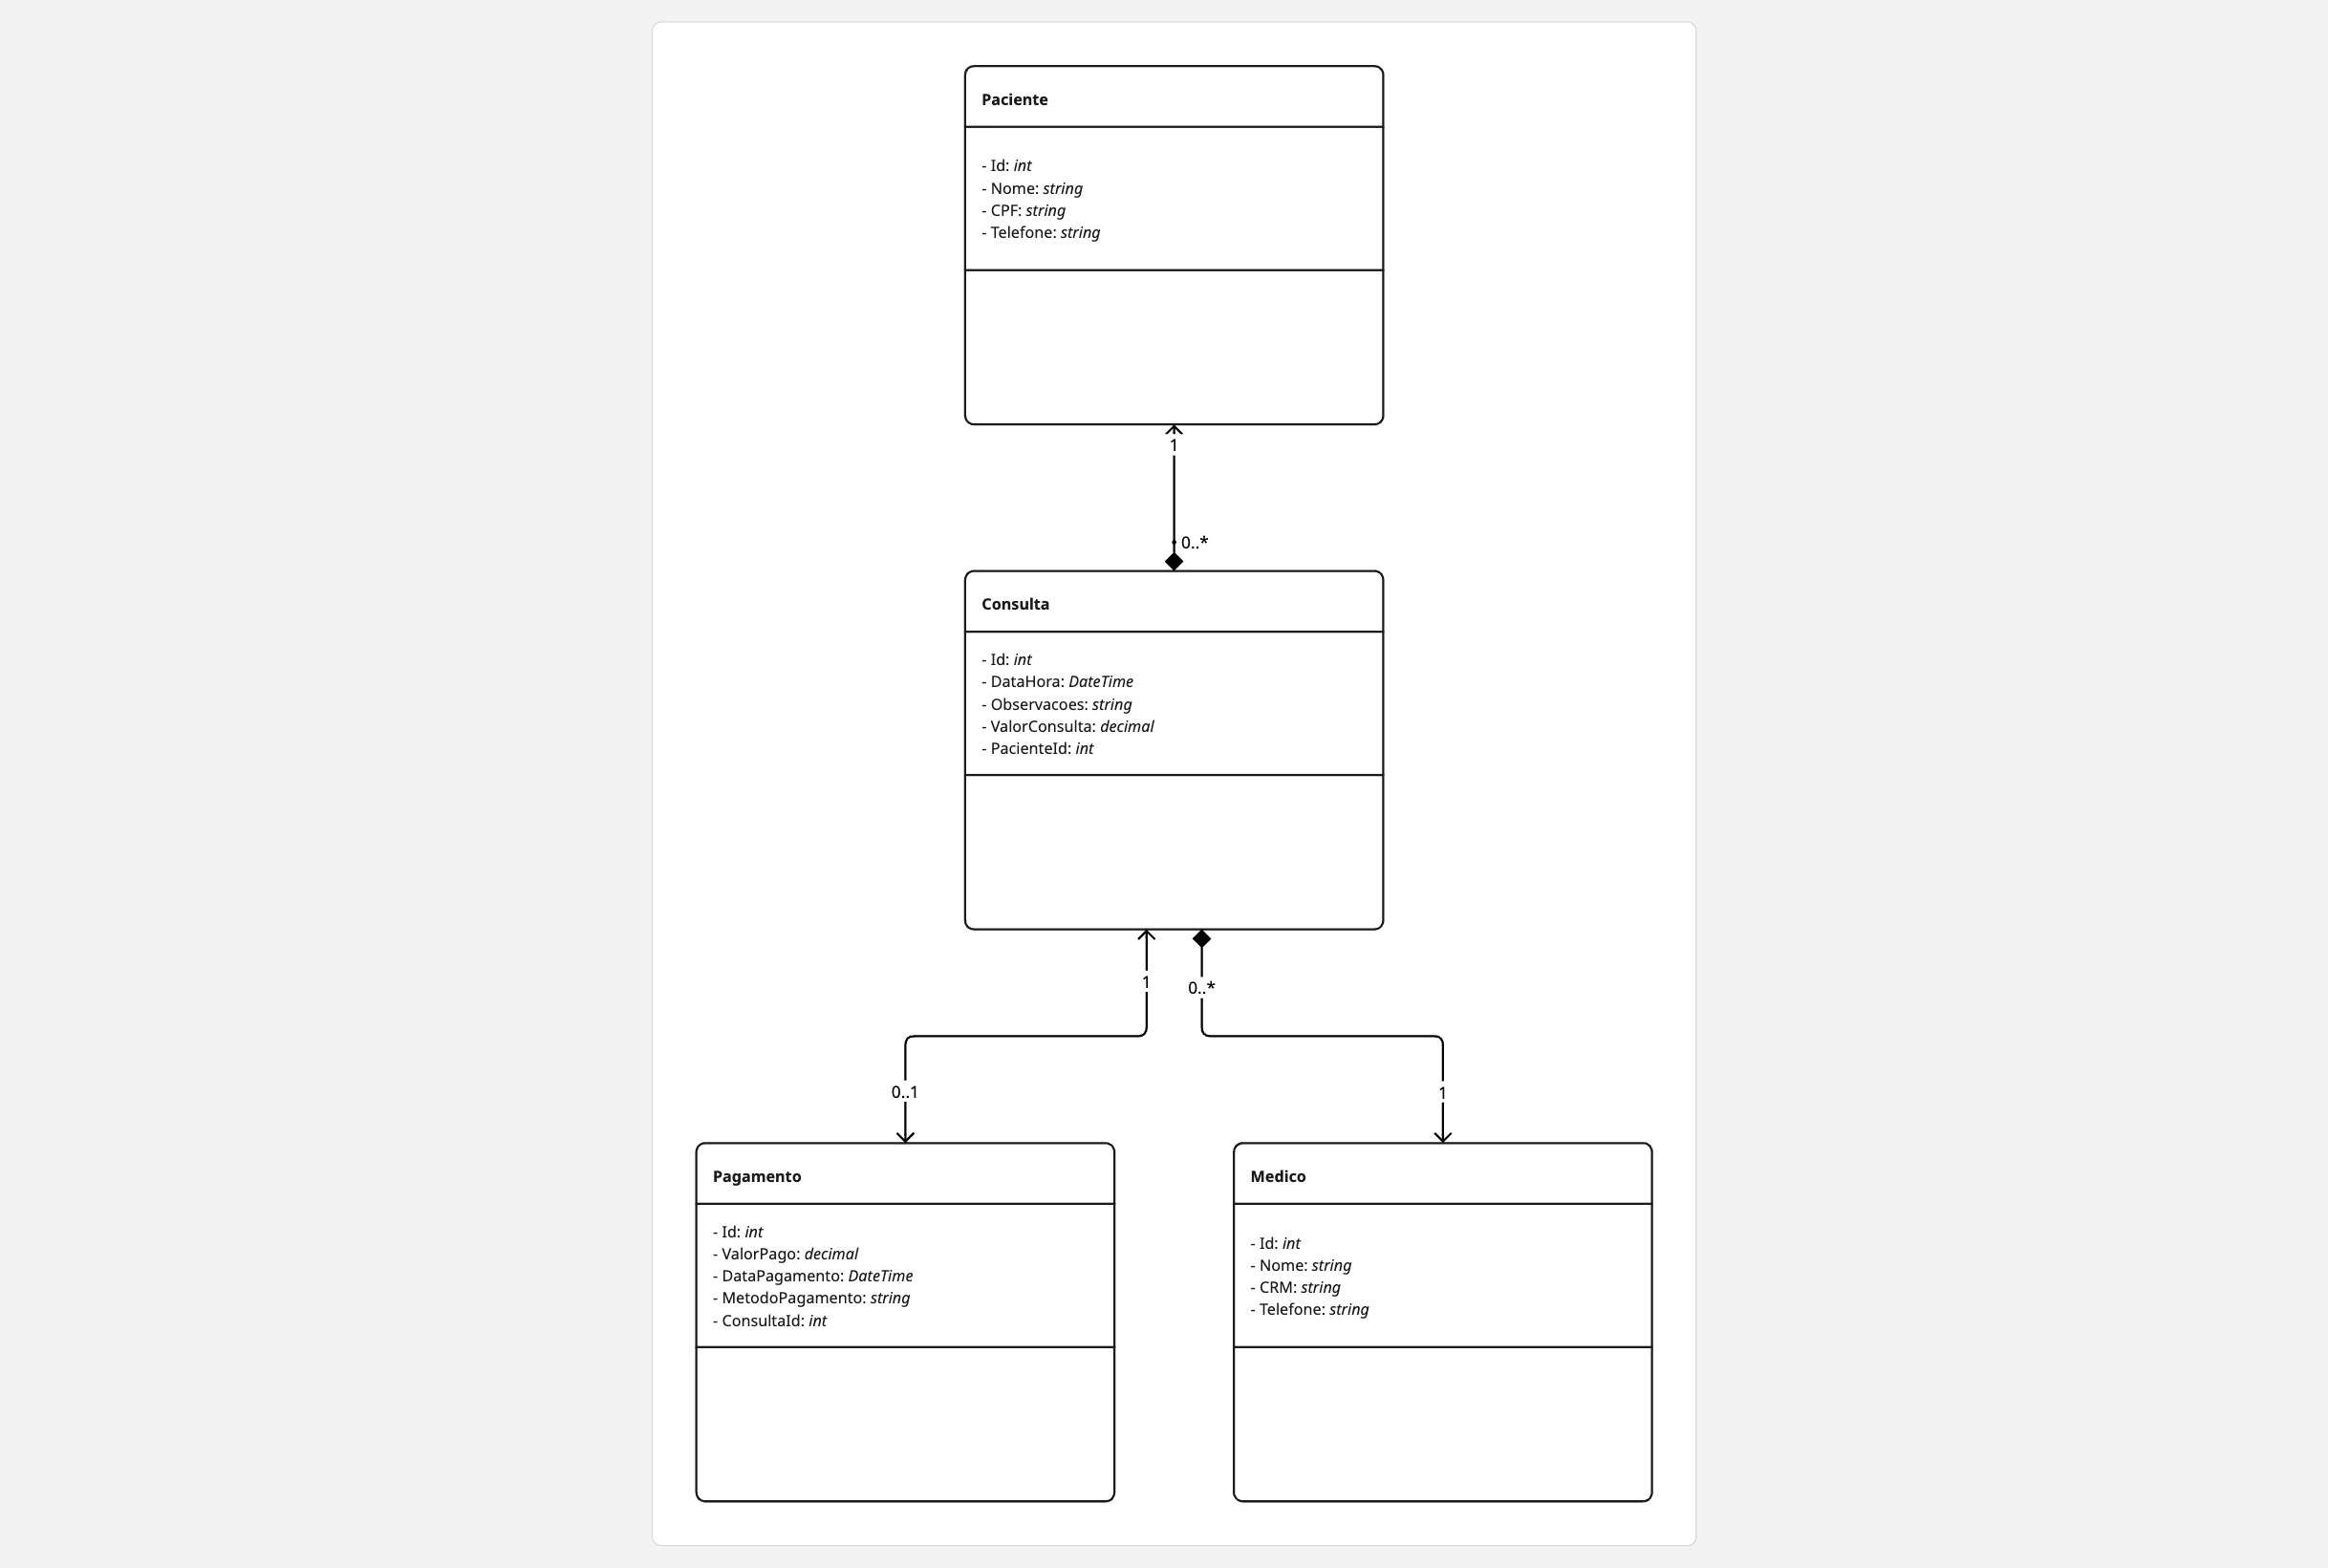 Paciente
- Id: int
- Nome: string
- CPF: string
- Telefone: string
1
0..*
Consulta
- Id: int
- DataHora: DateTime
- Observacoes: string
- ValorConsulta: decimal
- PacienteId: int
1
0..*
0..1
1
Pagamento
- Id: int
- ValorPago: decimal
- DataPagamento: DateTime
- MetodoPagamento: string
- ConsultaId: int
Medico
- Id: int
- Nome: string
- CRM: string
- Telefone: string